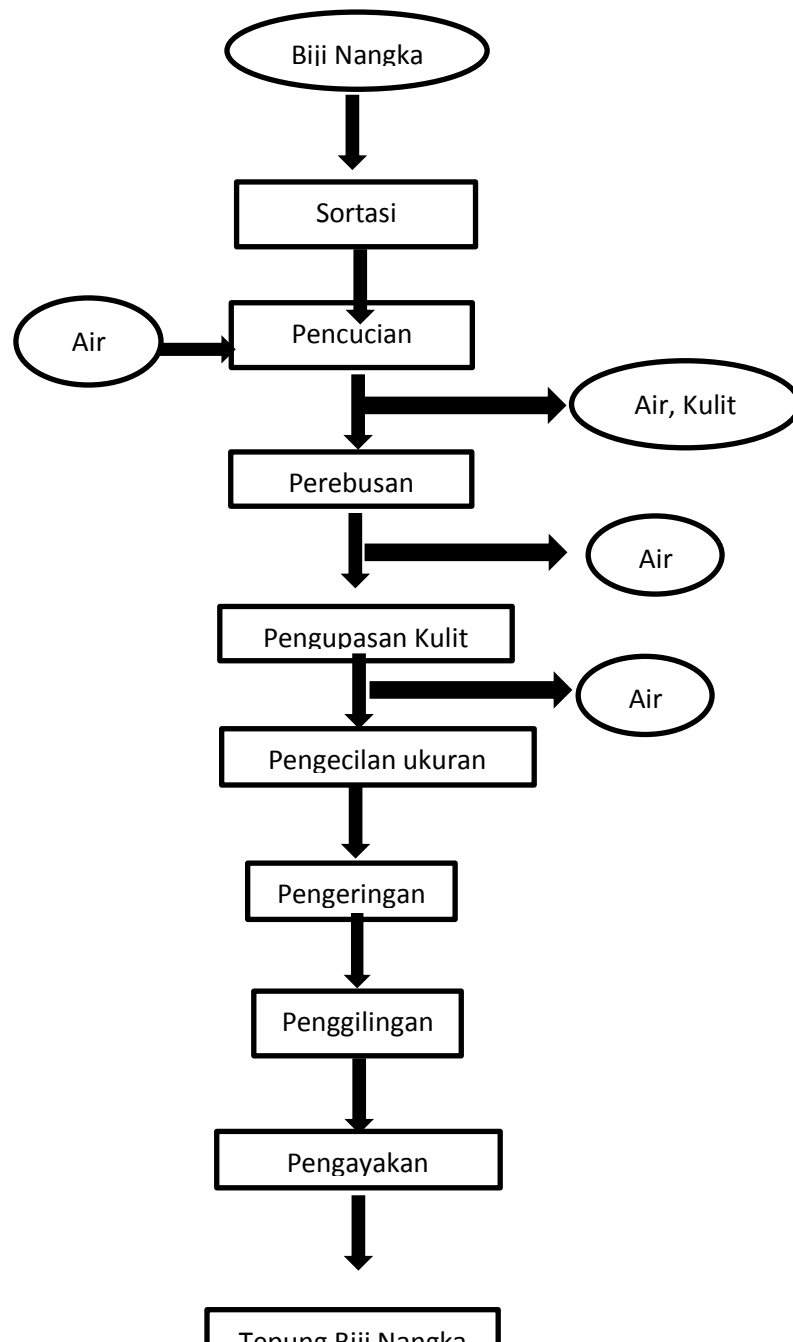 Biji Nangka
Sortasi
Air
Pencucian
Air, Kulit
Perebusan
Air
Pengupasan Kulit
Air
Pengecilan ukuran
Pengeringan
Penggilingan
Pengayakan
Tepung Biji Nangka